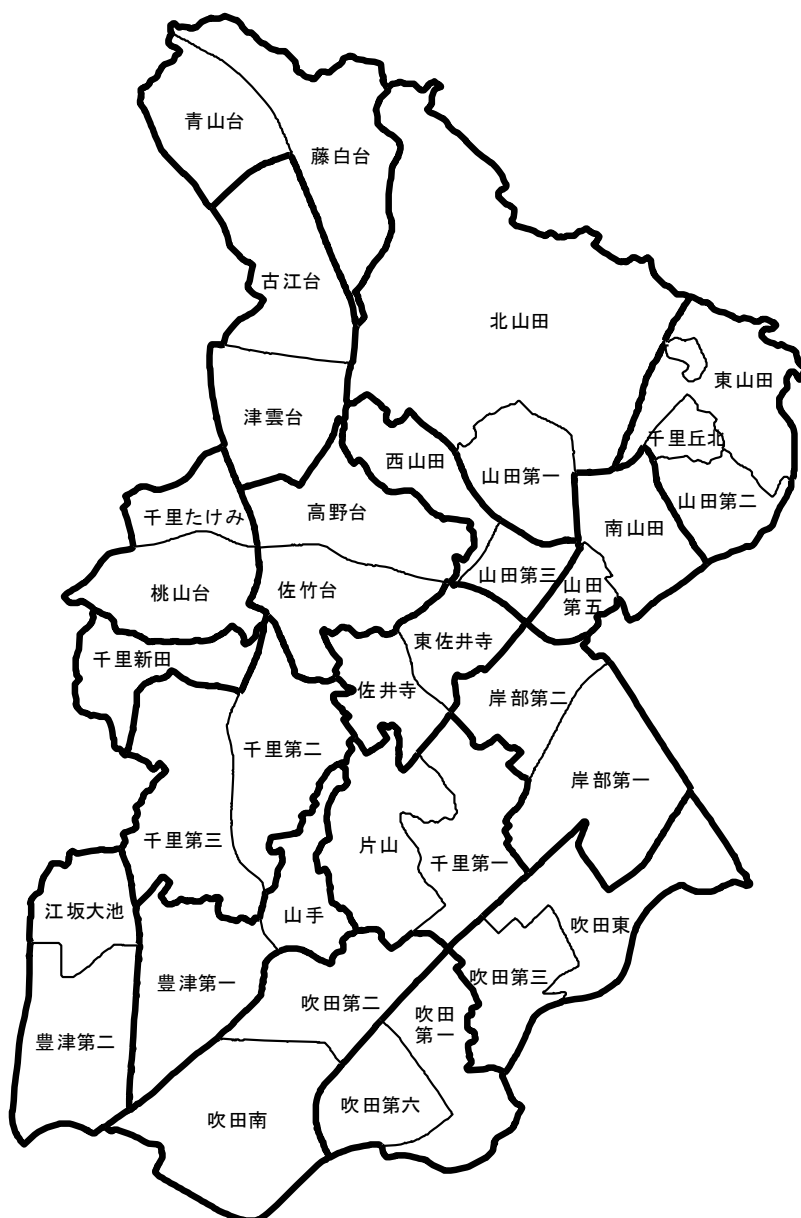 青山台
藤白台
古江台
北山田
東山田
津雲台
千里丘北
西山田
山田第一
山田第二
千里たけみ
高野台
南山田
桃山台
佐竹台
山田第三
山田
第五
東佐井寺
千里新田
佐井寺
岸部第二
千里第二
岸部第一
千里第三
片山
千里第一
江坂大池
山手
吹田東
豊津第一
吹田第三
吹田第二
吹田
第一
豊津第二
吹田南
吹田第六